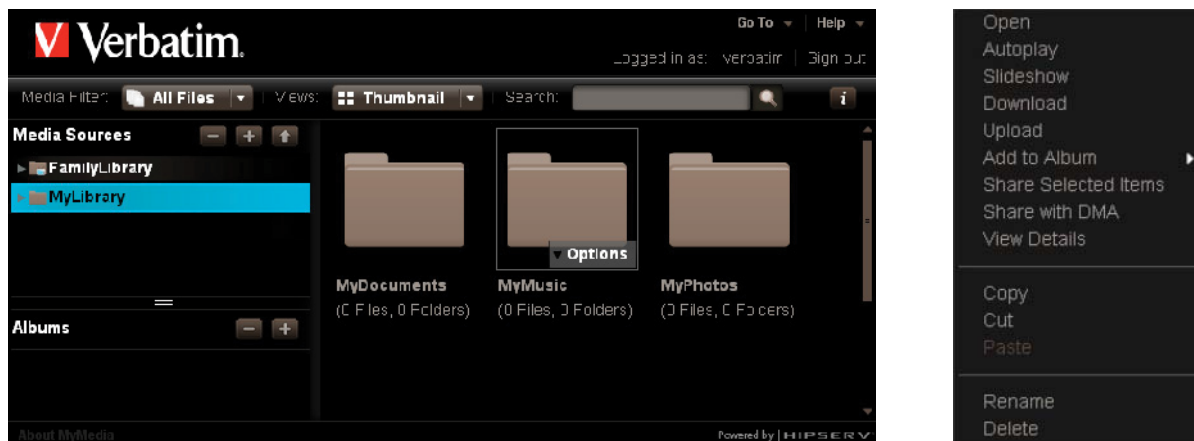 Verbatim.
Go To Help
Logged in as: verbatim Sign out
Media Filter: All Files Views: Thumbnail Search: i
Media Sources
FamilyLibrary
MyLibrary
Options
MyDocuments MyMusic MyPhotos
(0 Files, 0 Folders) (0 Files, 0 Folders) (0 Files, 0 Folders)
Albums
About MyMedia Powered by | HIPSERV
Open
Autoplay
Slideshow
Download
Upload
Add to Album
Share Selected Items
Share with DMA
View Details
Copy
Cut
Paste
Rename
Delete